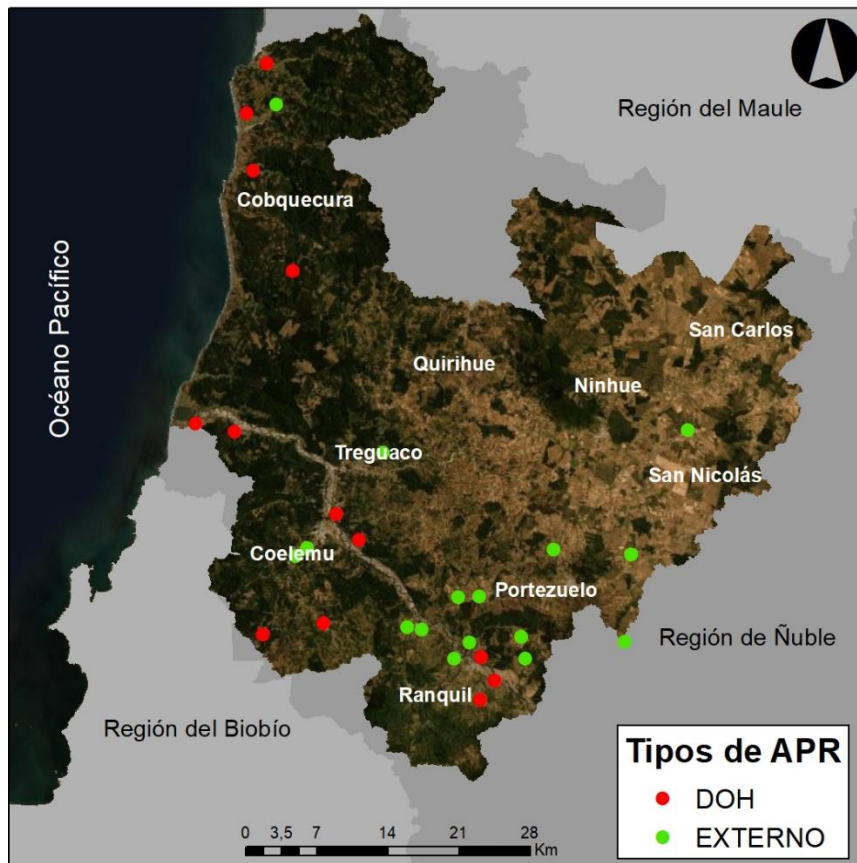 Región del Maule
Cobquecura
Océano Pacífico
San Carlos
Quirihue
Ninhue
Treguaco
San Nicolás
Coelemu
Portezuelo
Región de Ñuble
Ranquil
Región del Biobío
Tipos de APR
DOH
EXTERNO
0 3,5 7 14 21 28
Km